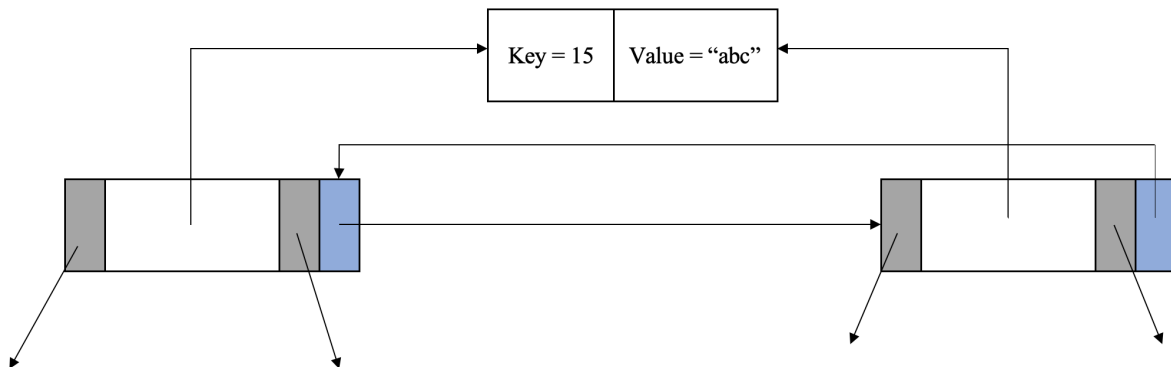 Key = 15 Value = “abc”